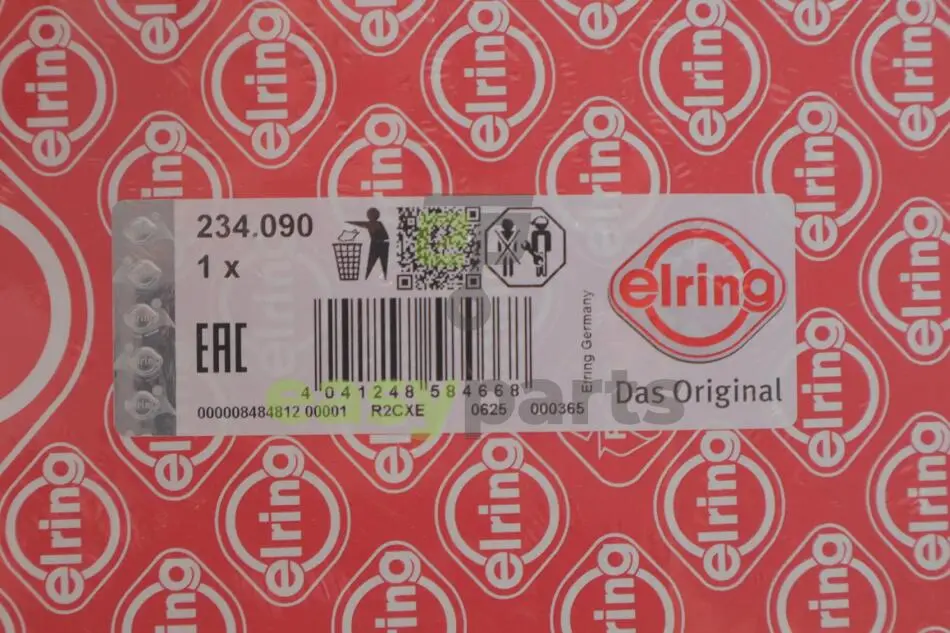 234.090
1 x
EAC
4 041248 584668
000008484812 00001 R2CXE 0625 000365
Elring Germany
elring
Das Original
easyparts